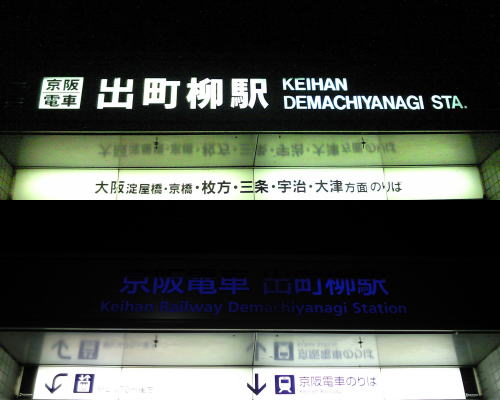 京阪
電車
出町柳駅
KEIHAN
DEMACHIYANAGI STA.
大阪淀屋橋・京橋・枚方・三条・宇治・大津方面のりば
京阪電車 出町柳駅
Keihan Railway Demachiyanagi Station
京阪電車のりば